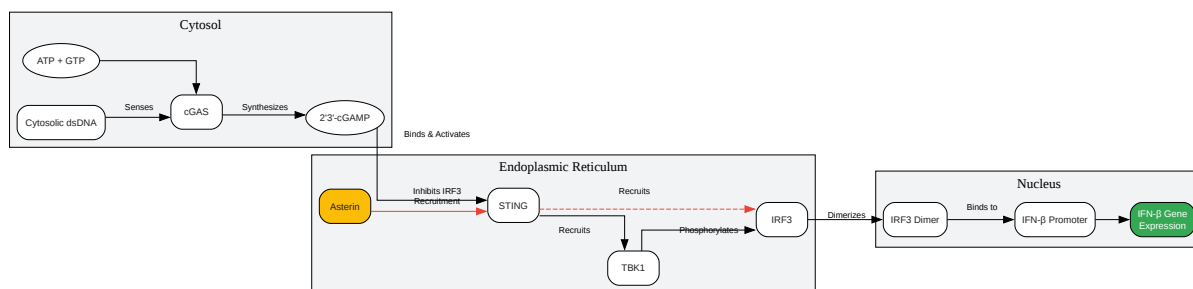 Cytosol
ATP + GTP
Cytosolic dsDNA
Senses
cGAS
Synthesizes
2'3'-cGAMP
Binds & Activates
Endoplasmic Reticulum
Asterin
Inhibits IRF3
Recruitment
STING
Recruits
Recruits
TBK1
Phosphorylates
IRF3
Dimerizes
Nucleus
IRF3 Dimer
Binds to
IFN-β Promoter
IFN-β Gene
Expression